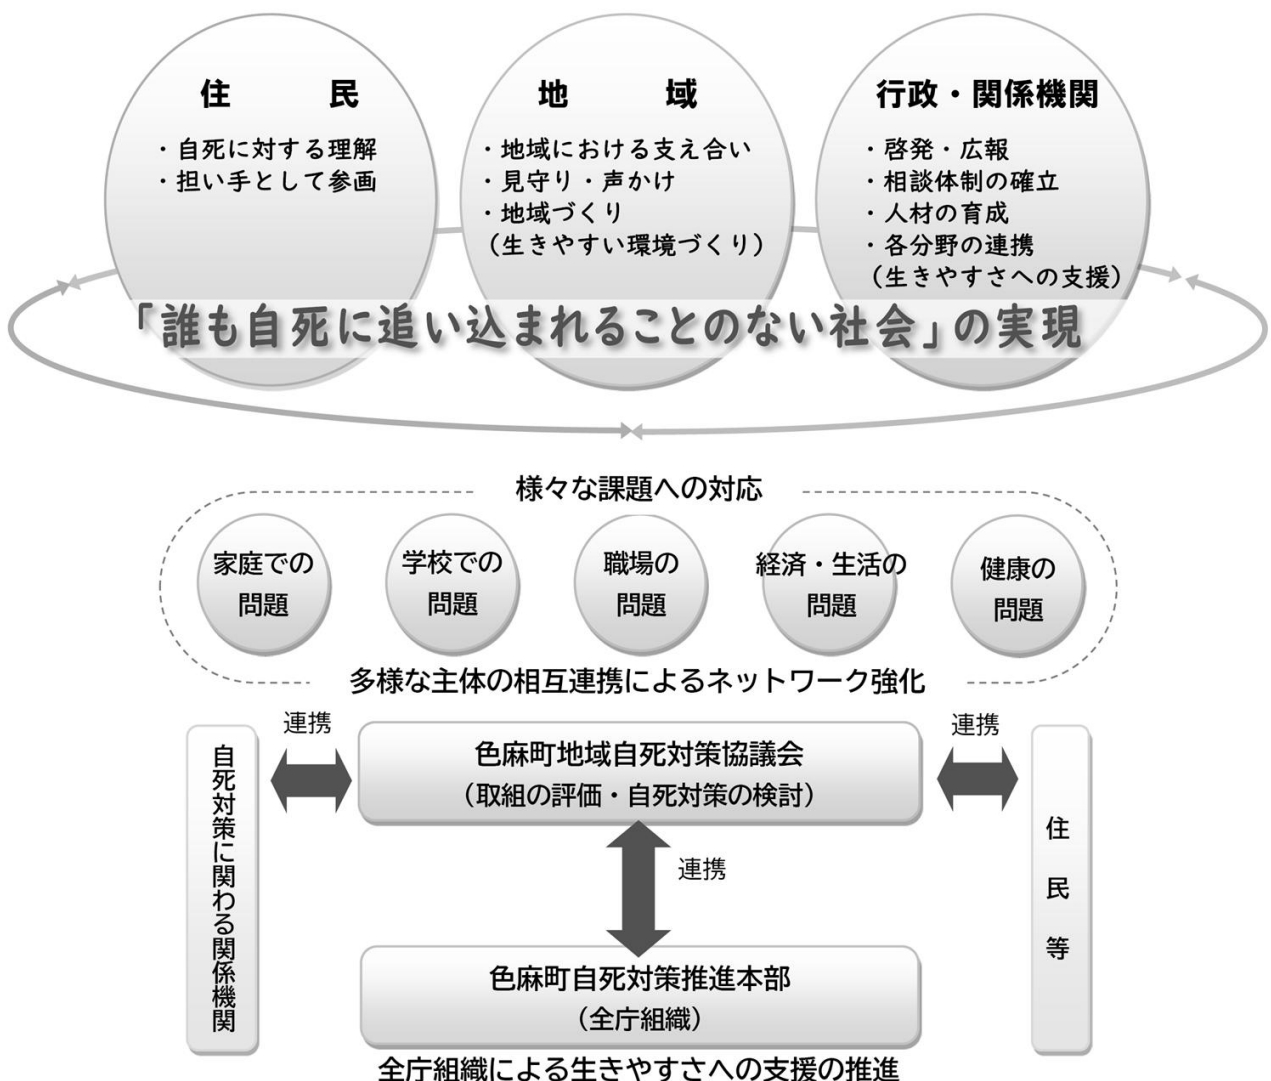 住民
・自死に対する理解
・担い手として参画
地域
・地域における支え合い
・見守り・声かけ
・地域づくり
（生きやすい環境づくり）
行政・関係機関
・啓発・広報
・相談体制の確立
・人材の育成
・各分野の連携
（生きやすさへの支援）
「誰も自死に追い込まれることのない社会」の実現
様々な課題への対応
家庭での
問題
学校での
問題
職場の
問題
経済・生活の
問題
健康の
問題
多様な主体の相互連携によるネットワーク強化
自死対策に関わる関係機関
連携
色麻町地域自死対策協議会
（取組の評価・自死対策の検討）
連携
住民等
連携
色麻町自死対策推進本部
（全庁組織）
全庁組織による生きやすさへの支援の推進